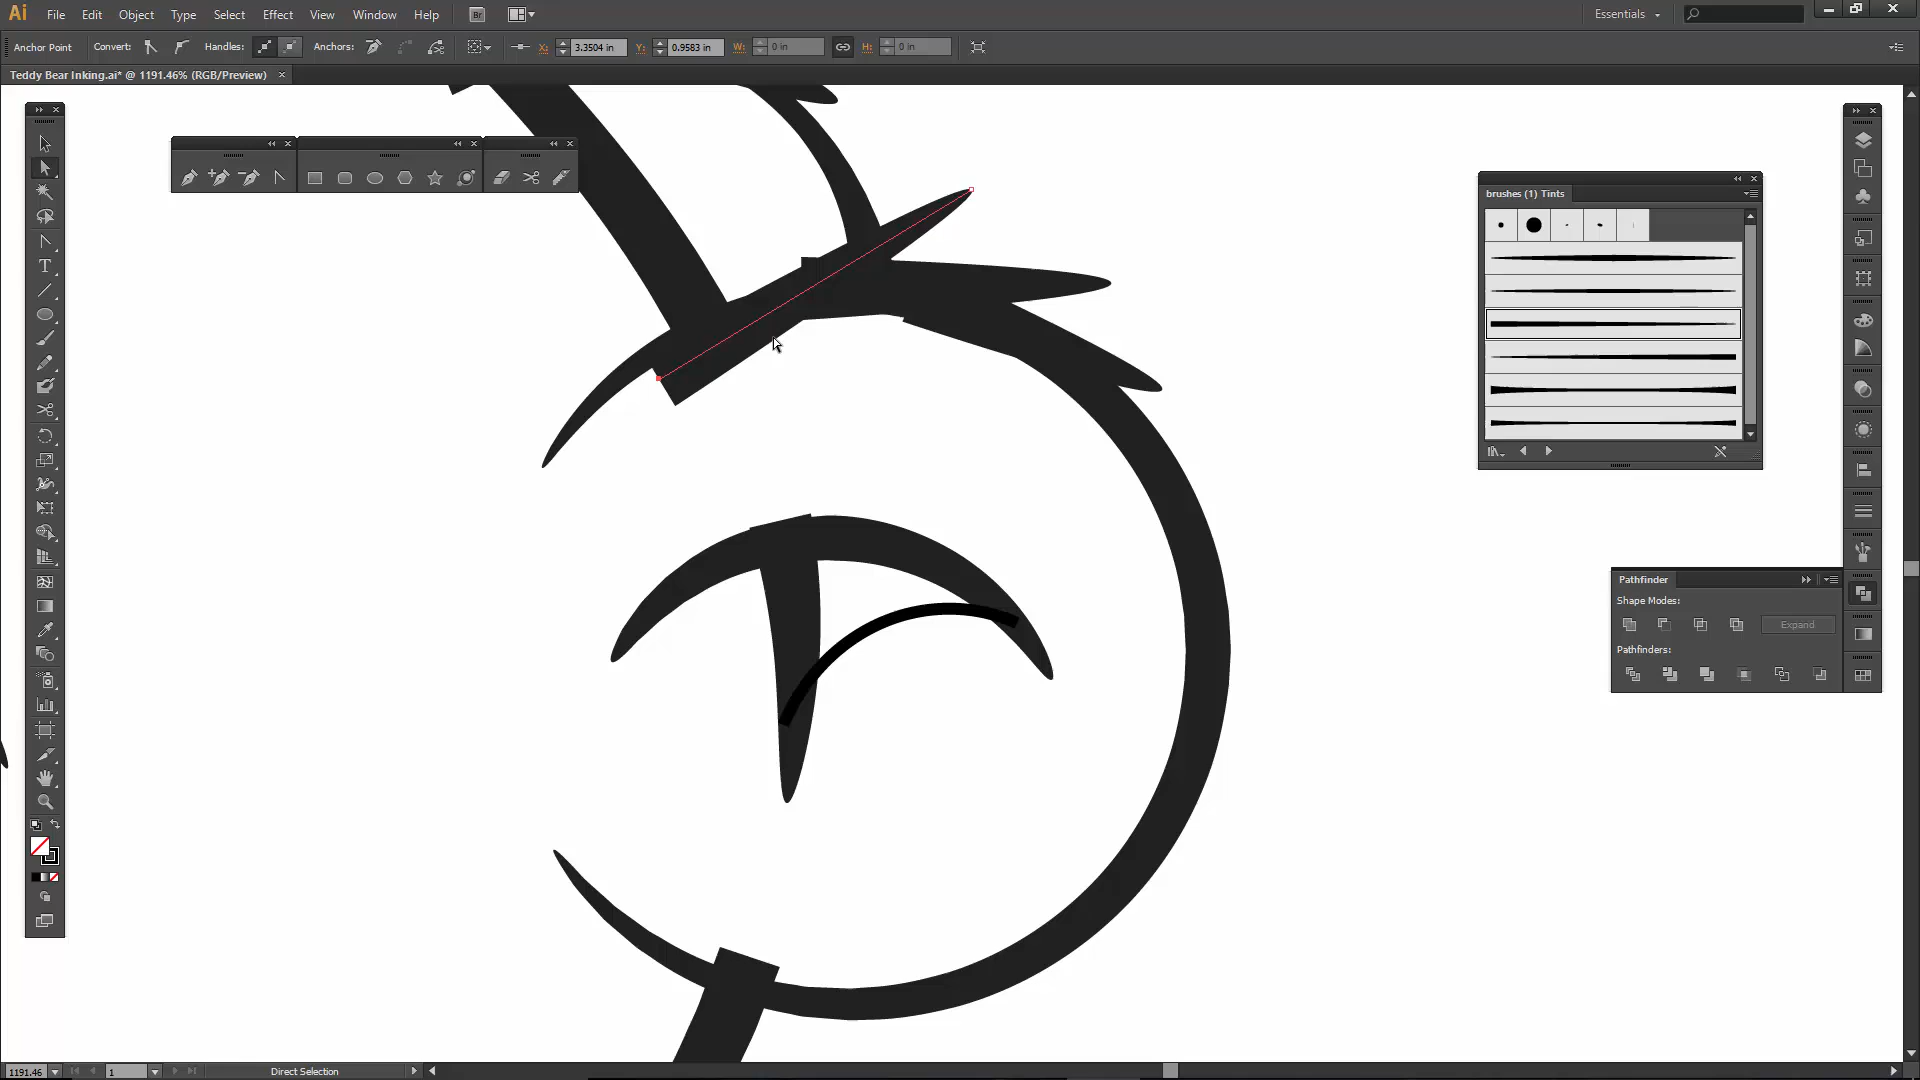 Ai File Edit Object Type Select Effect View Window Help Br Essentials
Anchor Point Convert: Handles: Anchors: X: 3.3504 in Y: 0.9583 in W: 0 in H: 0 in
Teddy Bear Inking.ai* @ 1191.46% (RGB/Preview)
brushes (1) Tints
Pathfinder
Shape Modes:
Expand
Pathfinders:
1191.46 1 Direct Selection